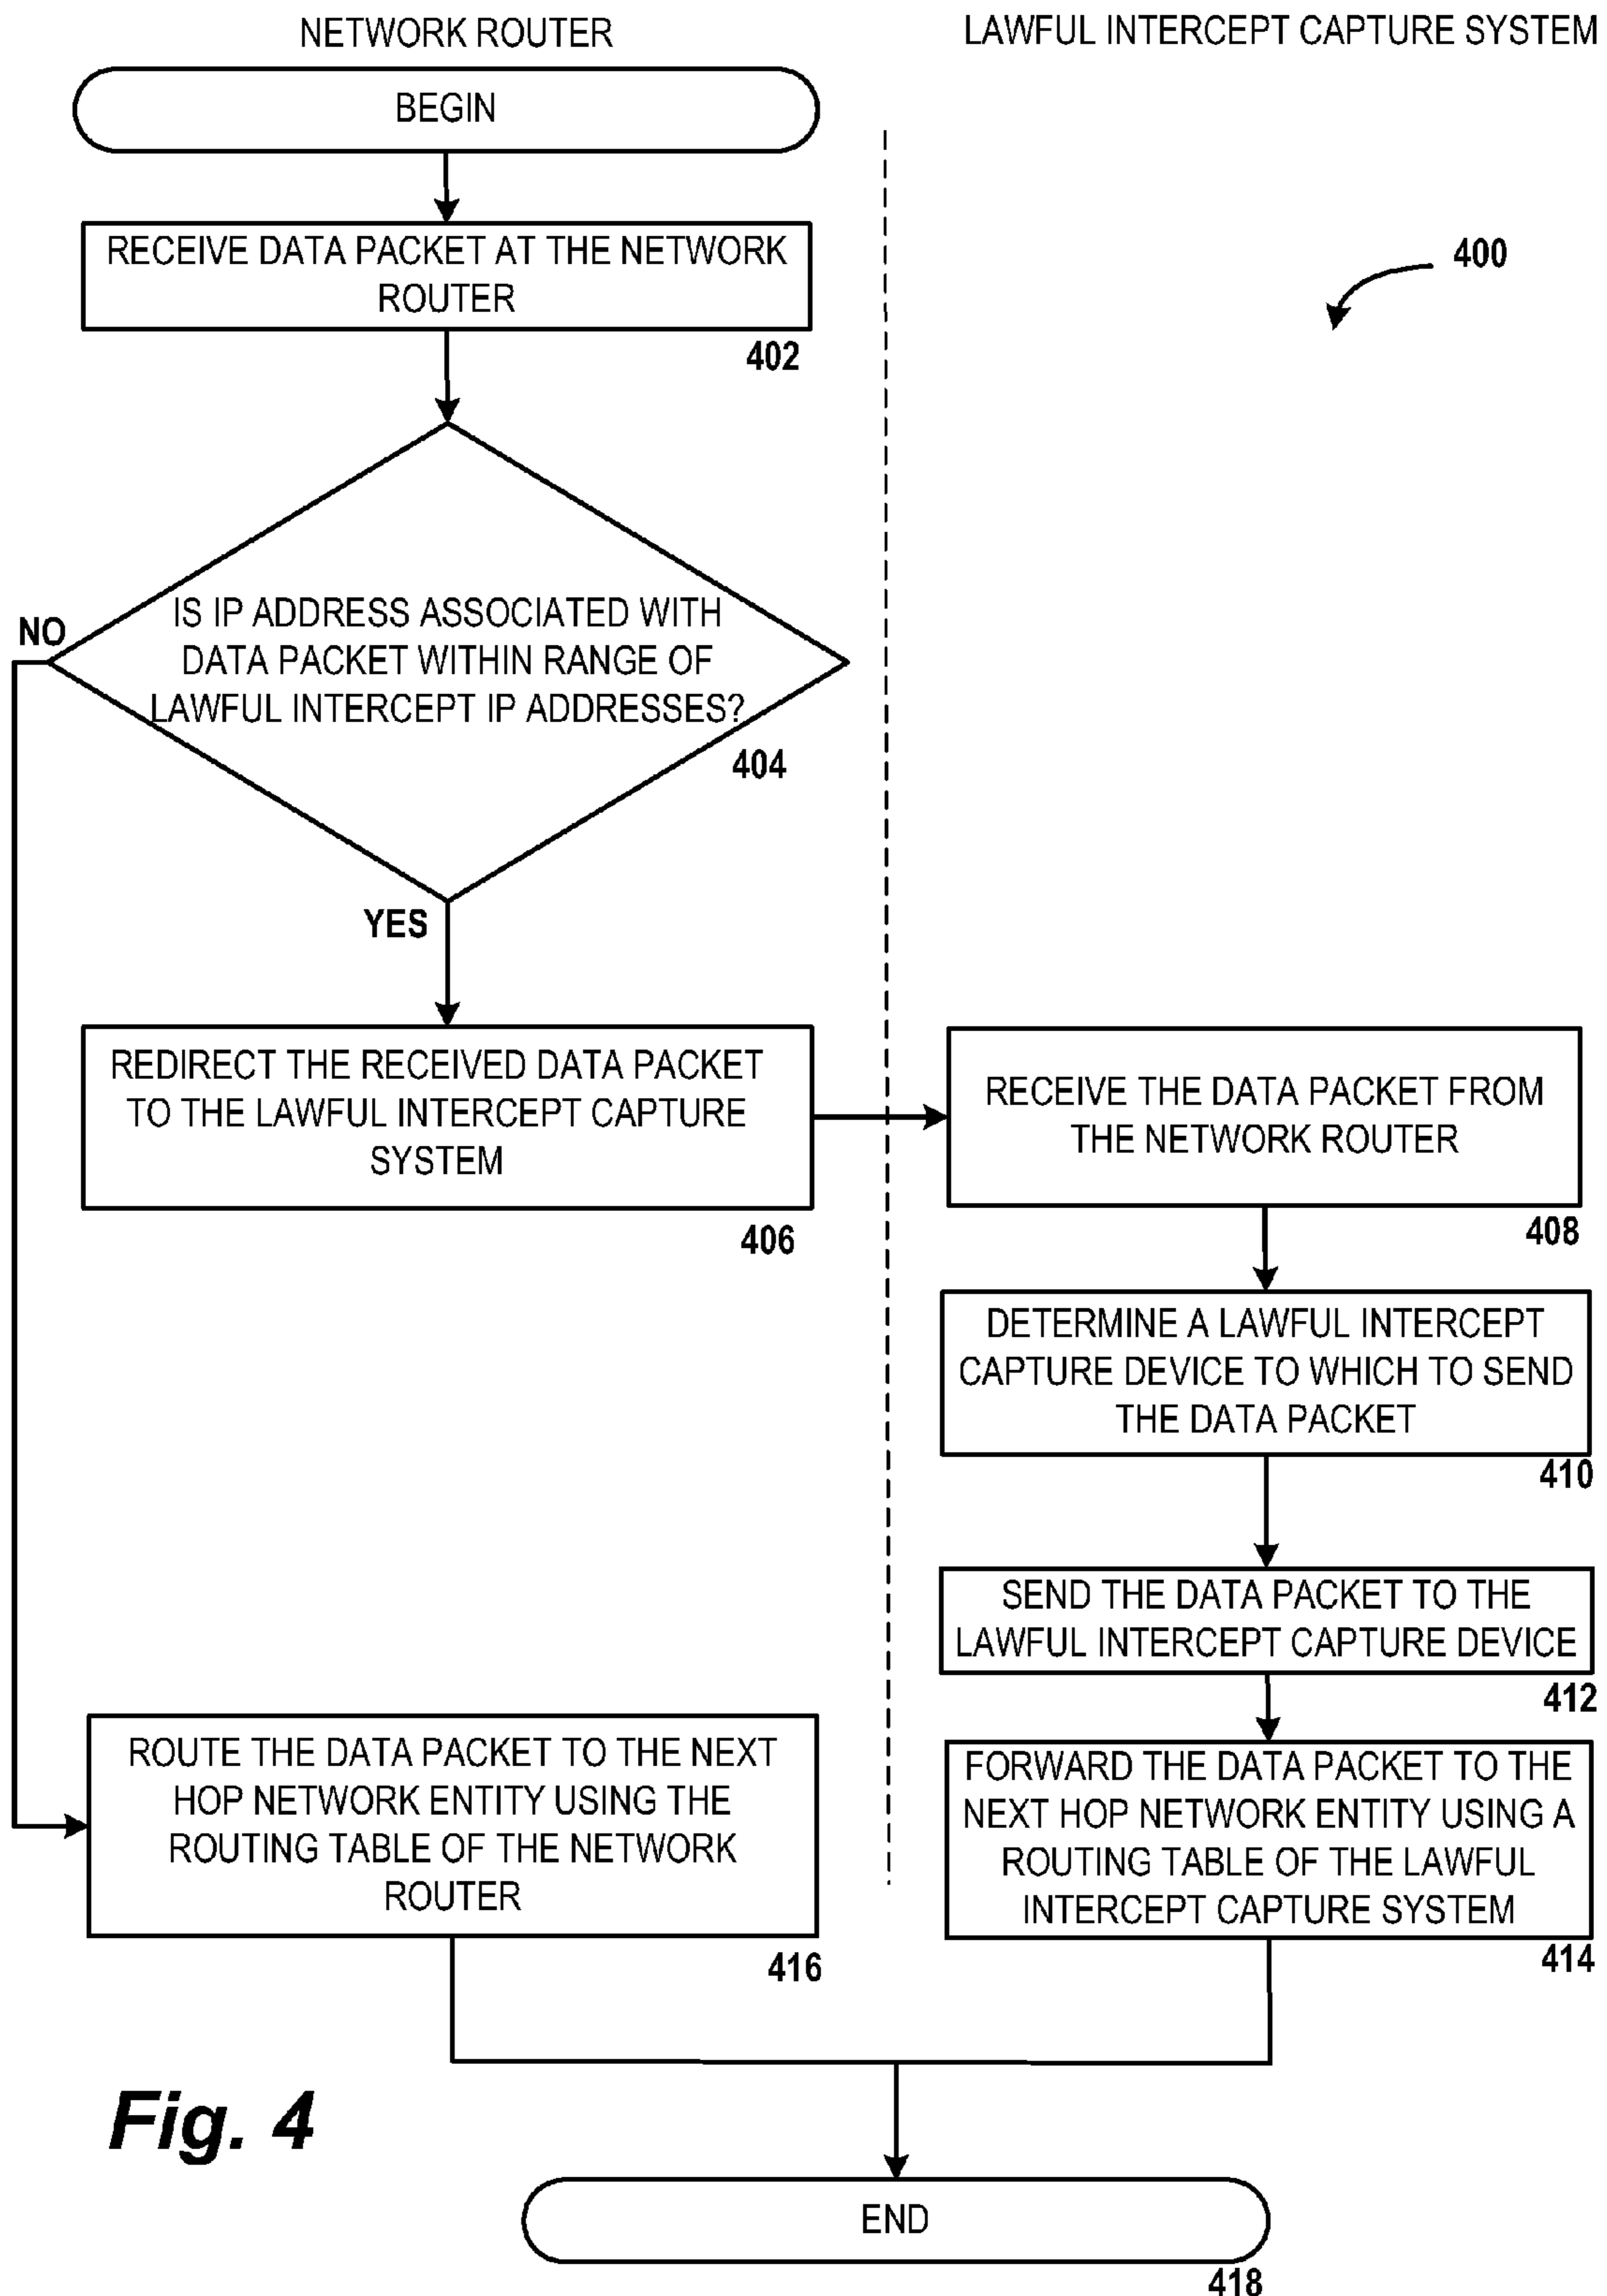 NETWORK ROUTER
LAWFUL INTERCEPT CAPTURE SYSTEM
BEGIN
RECEIVE DATA PACKET AT THE NETWORK
ROUTER
402
400
IS IP ADDRESS ASSOCIATED WITH
DATA PACKET WITHIN RANGE OF
LAWFUL INTERCEPT IP ADDRESSES?
404
NO
YES
REDIRECT THE RECEIVED DATA PACKET
TO THE LAWFUL INTERCEPT CAPTURE
SYSTEM
406
RECEIVE THE DATA PACKET FROM
THE NETWORK ROUTER
408
DETERMINE A LAWFUL INTERCEPT
CAPTURE DEVICE TO WHICH TO SEND
THE DATA PACKET
410
SEND THE DATA PACKET TO THE
LAWFUL INTERCEPT CAPTURE DEVICE
412
ROUTE THE DATA PACKET TO THE NEXT
HOP NETWORK ENTITY USING THE
ROUTING TABLE OF THE NETWORK
ROUTER
416
FORWARD THE DATA PACKET TO THE
NEXT HOP NETWORK ENTITY USING A
ROUTING TABLE OF THE LAWFUL
INTERCEPT CAPTURE SYSTEM
414
Fig. 4
END
418